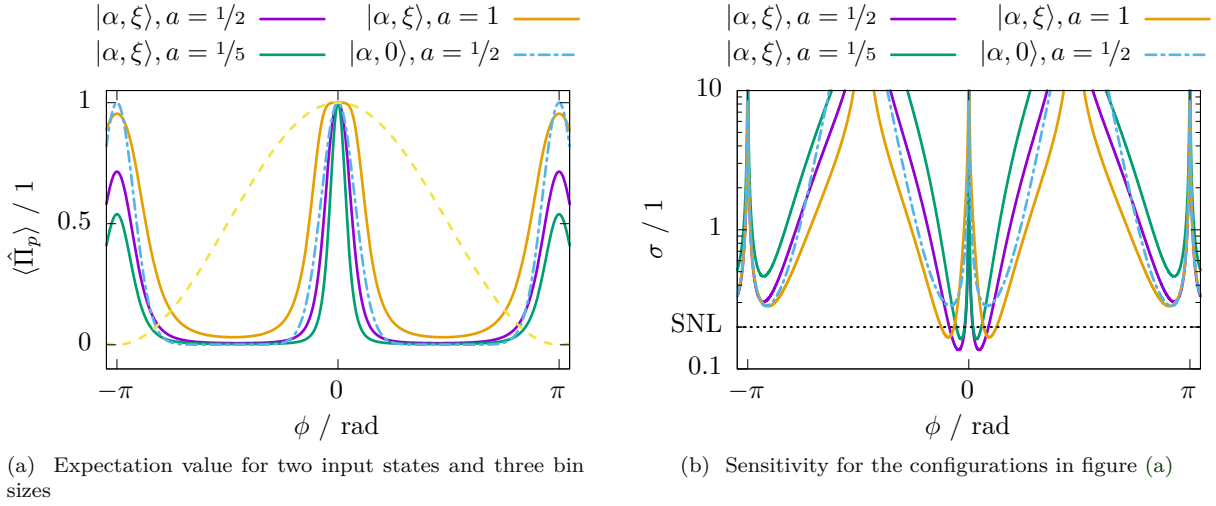 |α, ξ⟩, a = 1/2
|α, ξ⟩, a = 1
|α, ξ⟩, a = 1/5
|α, 0⟩, a = 1/2
1
0.5
0
⟨Π̂ₚ⟩ / 1
−π
0
π
ϕ / rad
(a) Expectation value for two input states and three bin
sizes
|α, ξ⟩, a = 1/2
|α, ξ⟩, a = 1
|α, ξ⟩, a = 1/5
|α, 0⟩, a = 1/2
10
1
SNL
0.1
σ / 1
−π
0
π
ϕ / rad
(b) Sensitivity for the configurations in figure (a)